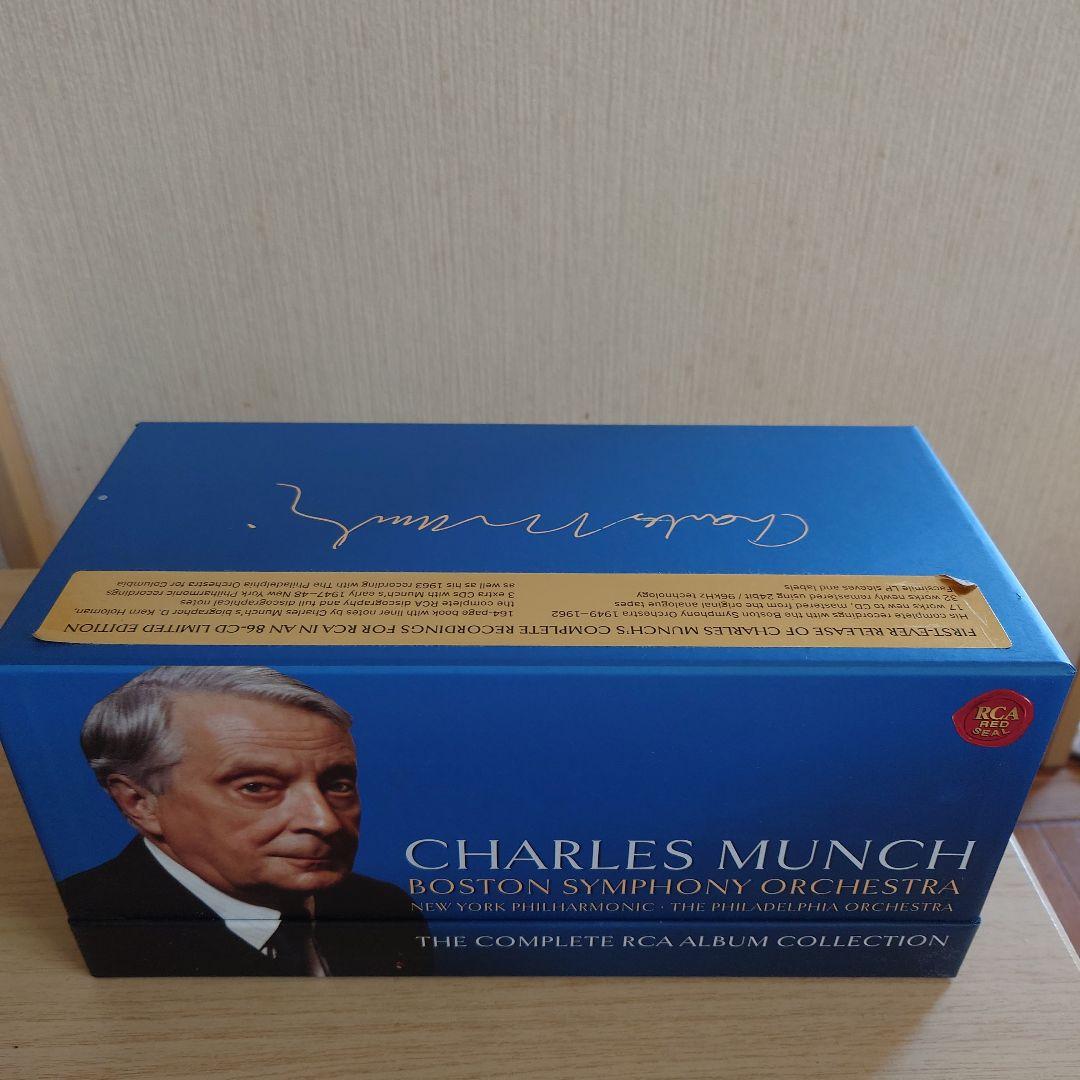 Charles Munch
FIRST-EVER RELEASE OF CHARLES MUNCH'S COMPLETE RECORDINGS FOR RCA IN AN 86-CD LIMITED EDITION
His complete recordings with the Boston Symphony Orchestra 1949–1962
17 works new to CD, mastered from the original analogue tapes
32 works newly remastered using 24bit / 96kHz technology
Facsimile LP sleeves and labels
164-page book with liner notes by Charles Munch's biographer, D. Kern Holoman,
the complete RCA discography and full discographical notes
3 extra CDs with Munch's early 1947–48 New York Philharmonic recordings
as well as his 1963 recording with The Philadelphia Orchestra for Columbia
RCA
RED
SEAL
CHARLES MUNCH
BOSTON SYMPHONY ORCHESTRA
NEW YORK PHILHARMONIC · THE PHILADELPHIA ORCHESTRA
THE COMPLETE RCA ALBUM COLLECTION